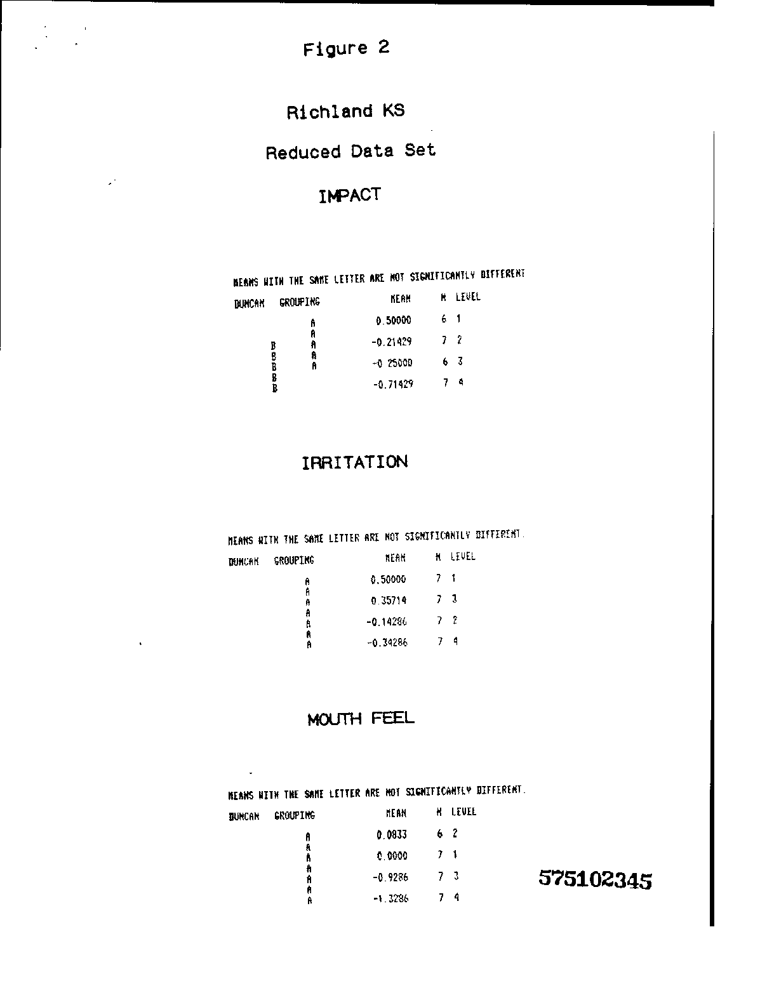 Figure 2
Richland KS
Reduced Data Set
IMPACT
MEANS WITH THE SAME LETTER ARE NOT SIGNIFICANTLY DIFFERENT
DUNCAN GROUPING MEAN N LEVEL
A 0.50000 6 1
A
B A -0.21429 7 2
B A
B A -0 25000 6 3
B
B -0.71429 7 4
IRRITATION
MEANS WITH THE SAME LETTER ARE NOT SIGNIFICANTLY DIFFERENT.
DUNCAN GROUPING MEAN N LEVEL
A 0.50000 7 1
A
A 0.35714 7 3
A
A -0.14286 7 2
A
A -0.34286 7 4
MOUTH FEEL
MEANS WITH THE SAME LETTER ARE NOT SIGNIFICANTLY DIFFERENT.
DUNCAN GROUPING MEAN N LEVEL
A 0.0833 6 2
A
A 0.0000 7 1
A
A -0.9286 7 3
A
A -1.3286 7 4
575102345